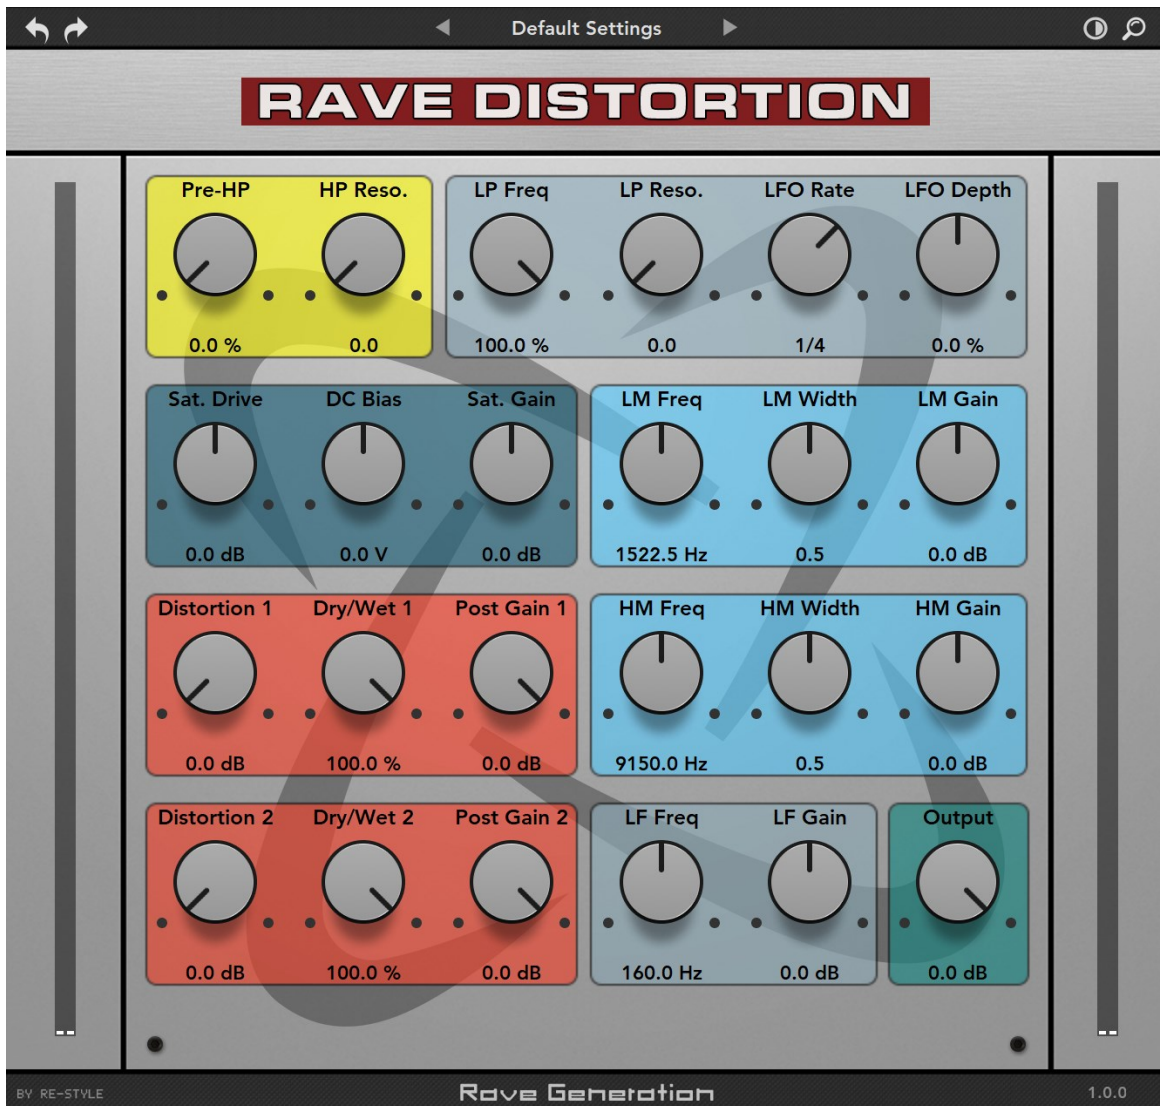 Default Settings
RAVE DISTORTION
Pre-HP HP Reso. LP Freq LP Reso. LFO Rate LFO Depth
0.0 % 0.0 100.0 % 0.0 1/4 0.0 %
Sat. Drive DC Bias Sat. Gain LM Freq LM Width LM Gain
0.0 dB 0.0 V 0.0 dB 1522.5 Hz 0.5 0.0 dB
Distortion 1 Dry/Wet 1 Post Gain 1 HM Freq HM Width HM Gain
0.0 dB 100.0 % 0.0 dB 9150.0 Hz 0.5 0.0 dB
Distortion 2 Dry/Wet 2 Post Gain 2 LF Freq LF Gain Output
0.0 dB 100.0 % 0.0 dB 160.0 Hz 0.0 dB 0.0 dB
BY RE-STYLE Rave Generation 1.0.0